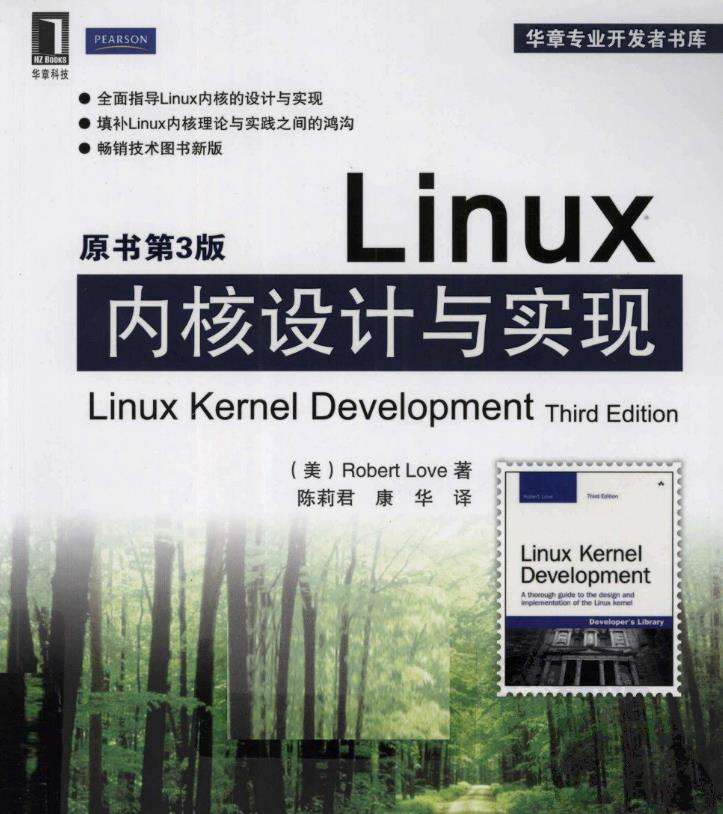 HZ BOOKS
华章科技
PEARSON
华章专业开发者书库
● 全面指导Linux内核的设计与实现
● 填补Linux内核理论与实践之间的鸿沟
● 畅销技术图书新版
Linux
原书第3版
内核设计与实现
Linux Kernel Development Third Edition
（美）Robert Love 著
陈莉君 康 华 译
Robert Love
Third Edition
Linux Kernel
Development
A thorough guide to the design and
implementation of the Linux kernel
Developer's Library